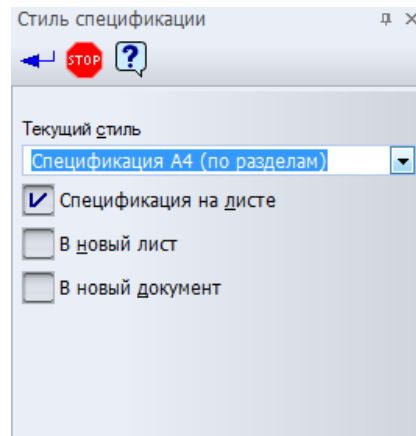 Стиль спецификации
STOP ?
Текущий стиль
Спецификация А4 (по разделам)
Спецификация на листе
В новый лист
В новый документ